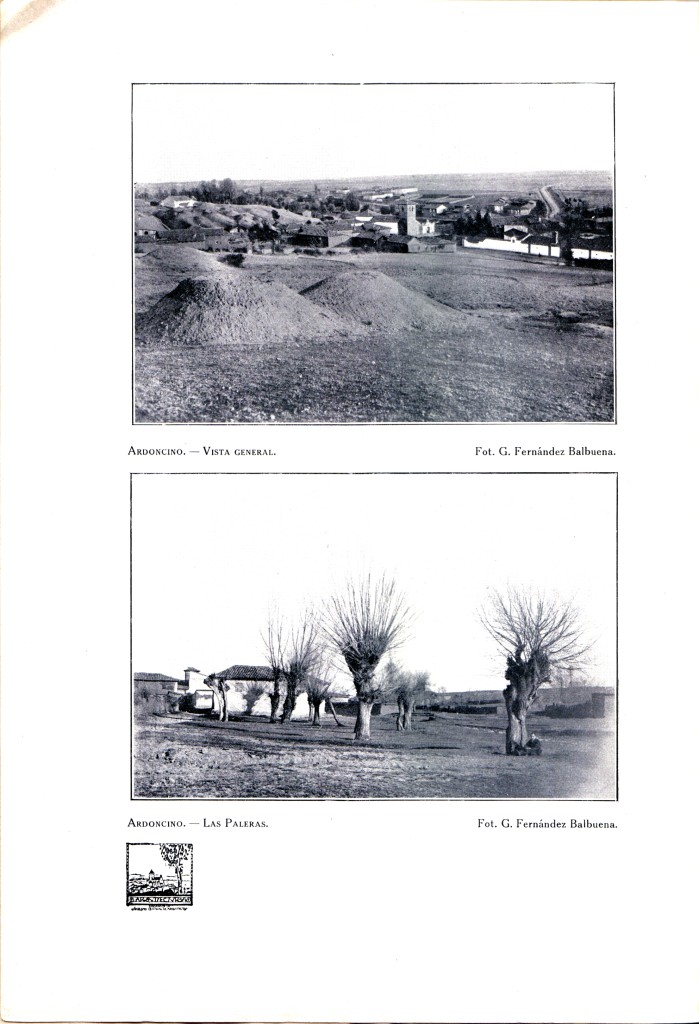 Ardoncino. — Vista general.
Fot. G. Fernández Balbuena.
Ardoncino. — Las Paleras.
Fot. G. Fernández Balbuena.